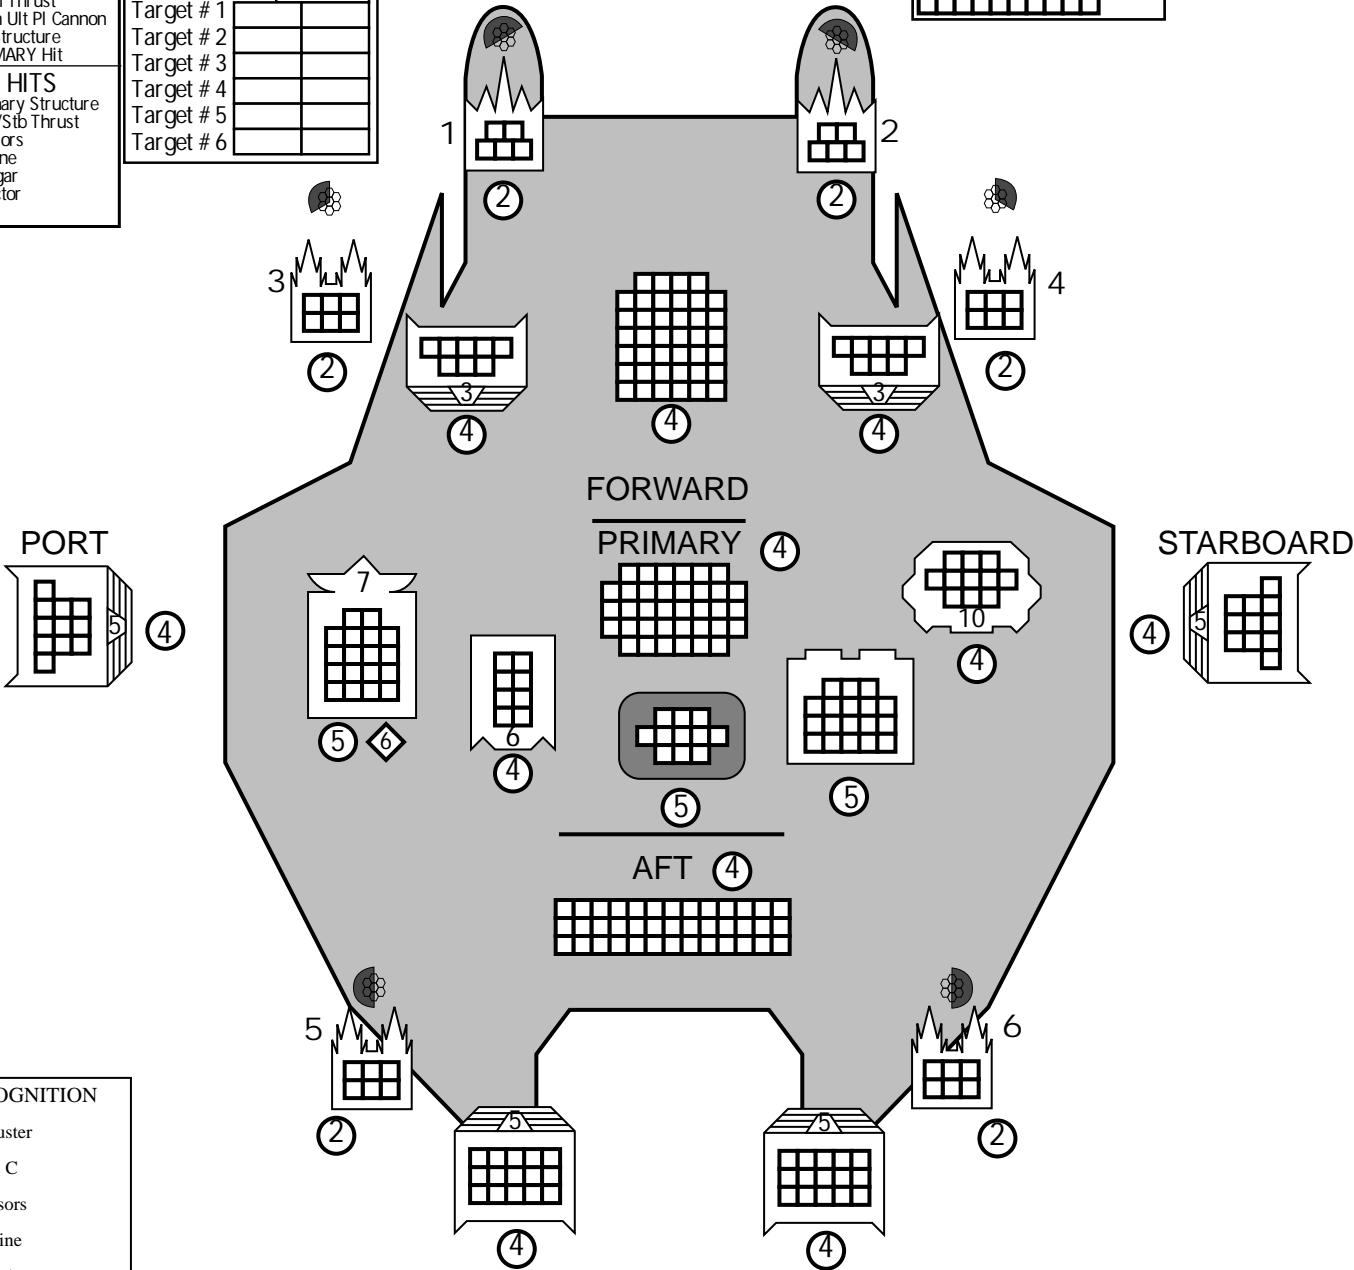 Thrust
Ult Pl Cannon
tructure
MARY Hit
HITS
ary Structure
/Stb Thrust
ors
ne
gar
tor
Target # 1
Target # 2
Target # 3
Target # 4
Target # 5
Target # 6
1
2
2
2
3
4
2
2
3
3
4
4
4
FORWARD
PRIMARY
4
PORT
STARBOARD
5
4
4
5
7
10
4
5
6
6
4
5
5
AFT
4
5
6
2
2
5
5
4
4
OGNITION
uster
C
sors
ine